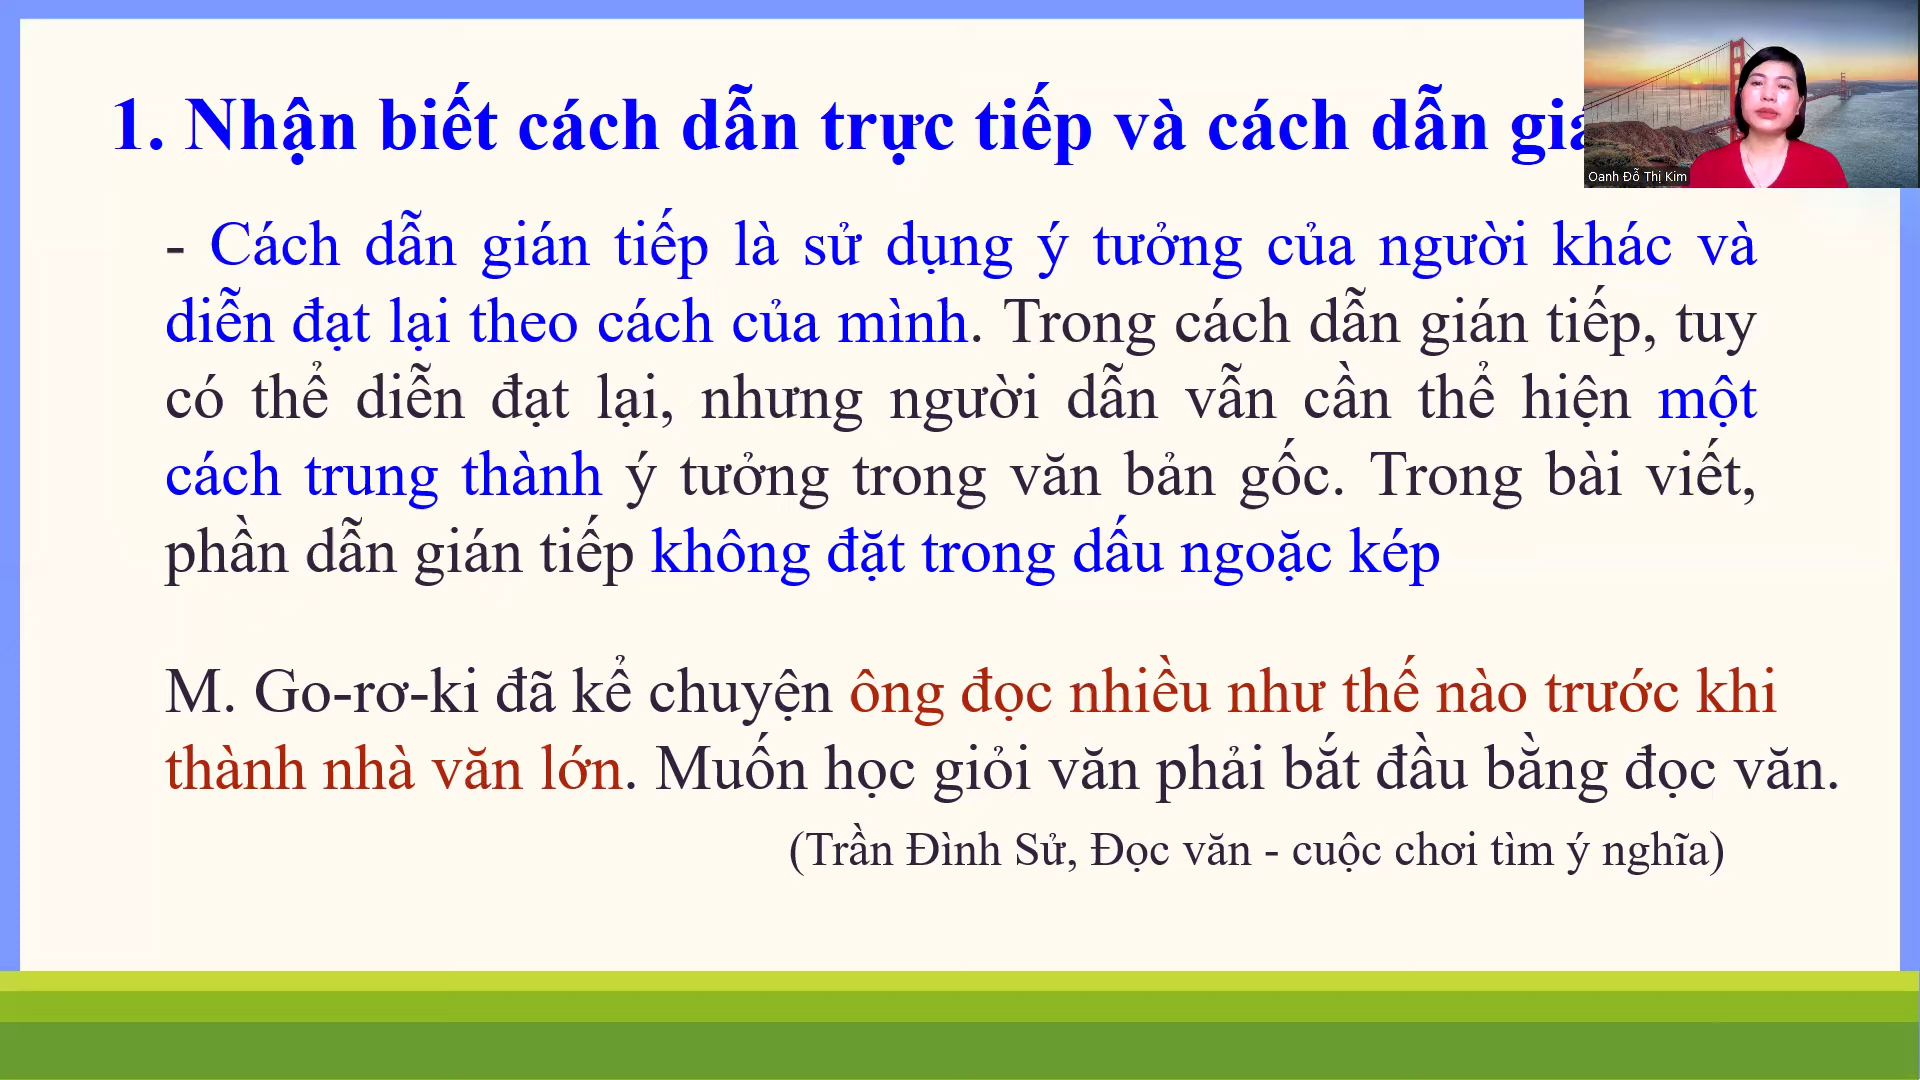 1. Nhận biết cách dẫn trực tiếp và cách dẫn giá
Oanh Đỗ Thị Kim
- Cách dẫn gián tiếp là sử dụng ý tưởng của người khác và
diễn đạt lại theo cách của mình. Trong cách dẫn gián tiếp, tuy
có thể diễn đạt lại, nhưng người dẫn vẫn cần thể hiện một
cách trung thành ý tưởng trong văn bản gốc. Trong bài viết,
phần dẫn gián tiếp không đặt trong dấu ngoặc kép
M. Go-rơ-ki đã kể chuyện ông đọc nhiều như thế nào trước khi
thành nhà văn lớn. Muốn học giỏi văn phải bắt đầu bằng đọc văn.
(Trần Đình Sử, Đọc văn - cuộc chơi tìm ý nghĩa)